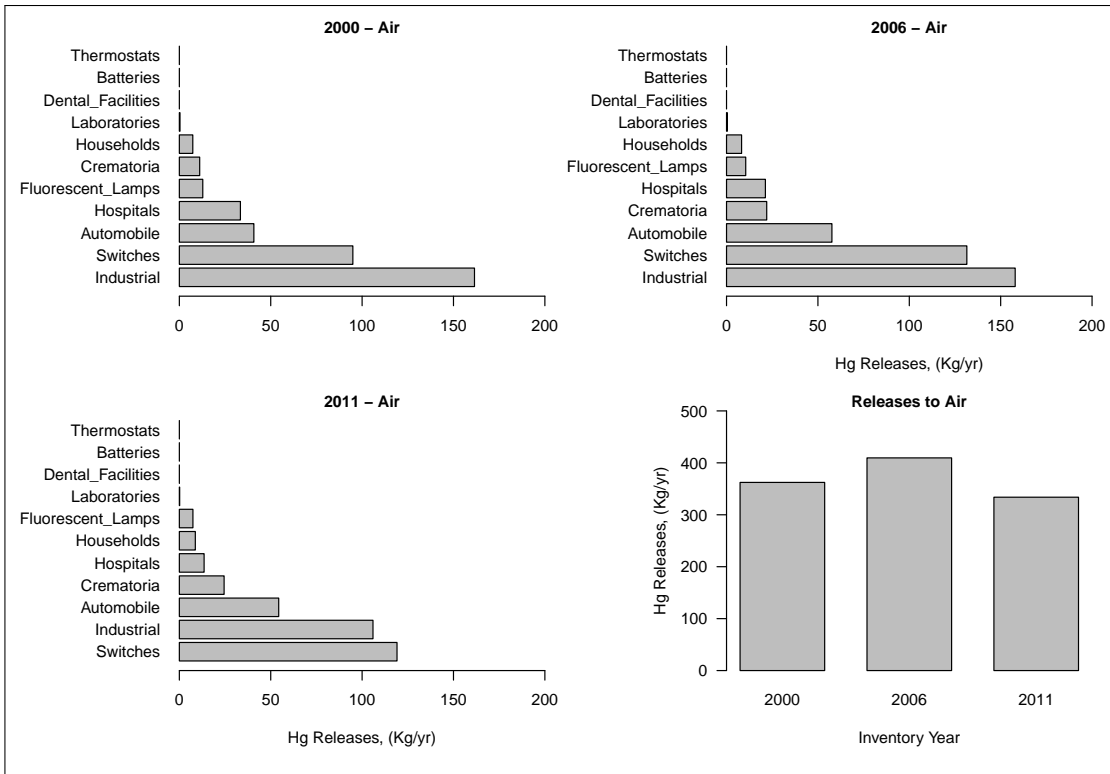 2000 – Air
Thermostats
Batteries
Dental_Facilities
Laboratories
Households
Crematoria
Fluorescent_Lamps
Hospitals
Automobile
Switches
Industrial
0 50 100 150 200
2006 – Air
Thermostats
Batteries
Dental_Facilities
Laboratories
Households
Fluorescent_Lamps
Hospitals
Crematoria
Automobile
Switches
Industrial
0 50 100 150 200
Hg Releases, (Kg/yr)
2011 – Air
Thermostats
Batteries
Dental_Facilities
Laboratories
Fluorescent_Lamps
Households
Hospitals
Crematoria
Automobile
Industrial
Switches
0 50 100 150 200
Hg Releases, (Kg/yr)
Releases to Air
Hg Releases, (Kg/yr)
500
400
300
200
100
0
2000 2006 2011
Inventory Year